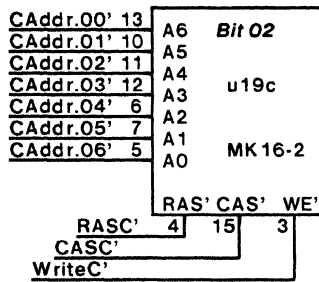 CAddr.00' 13 A6 Bit 02
CAddr.01' 10 A5
CAddr.02' 11 A4 u19c
CAddr.03' 12 A3
CAddr.04' 6 A2
CAddr.05' 7 A1 MK16-2
CAddr.06' 5 A0
RAS' CAS' WE'
RASC' 4 15 3
CASC'
WriteC'